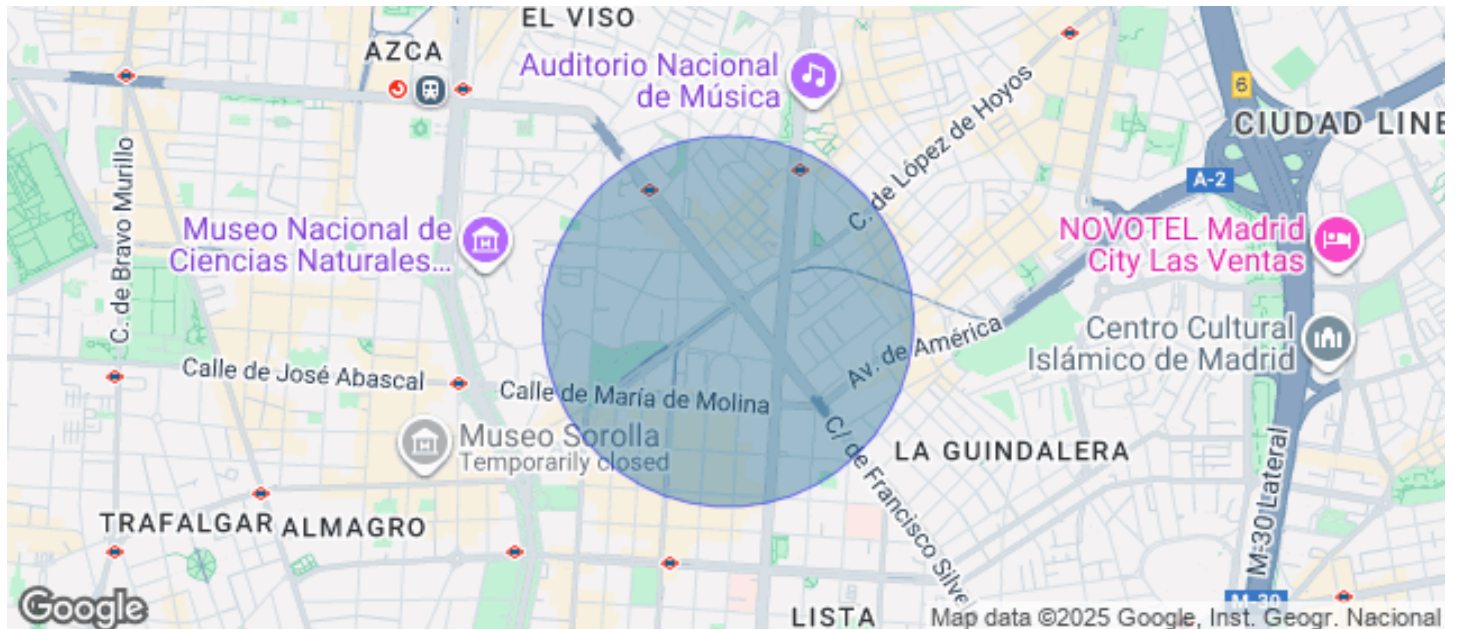 EL VISO
AZCA
Auditorio Nacional
de Música
6
CIUDAD LINE
C. de López de Hoyos
A-2
C. de Bravo Murillo
Museo Nacional de
Ciencias Naturales...
NOVOTEL Madrid
City Las Ventas
Av. de América
Centro Cultural
Islámico de Madrid
Calle de José Abascal
Calle de María de Molina
Museo Sorolla
Temporarily closed
C/ de Francisco Silve
LA GUINDALERA
M-30 Lateral
TRAFALGAR
ALMAGRO
M-30
Google
LISTA
Map data ©2025 Google, Inst. Geogr. Nacional